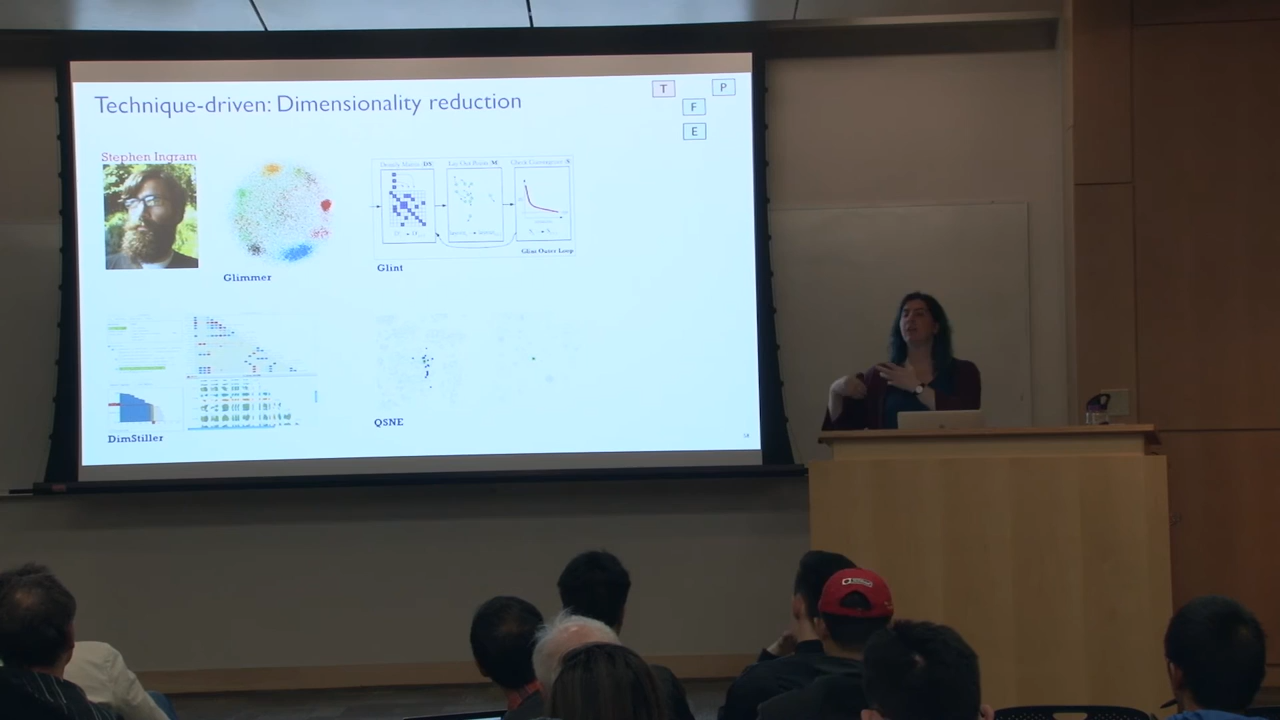 Technique-driven: Dimensionality reduction
T
P
F
E
Stephen Ingram
Glimmer
Glint Outer Loop
Glint
DimStiller
QSNE